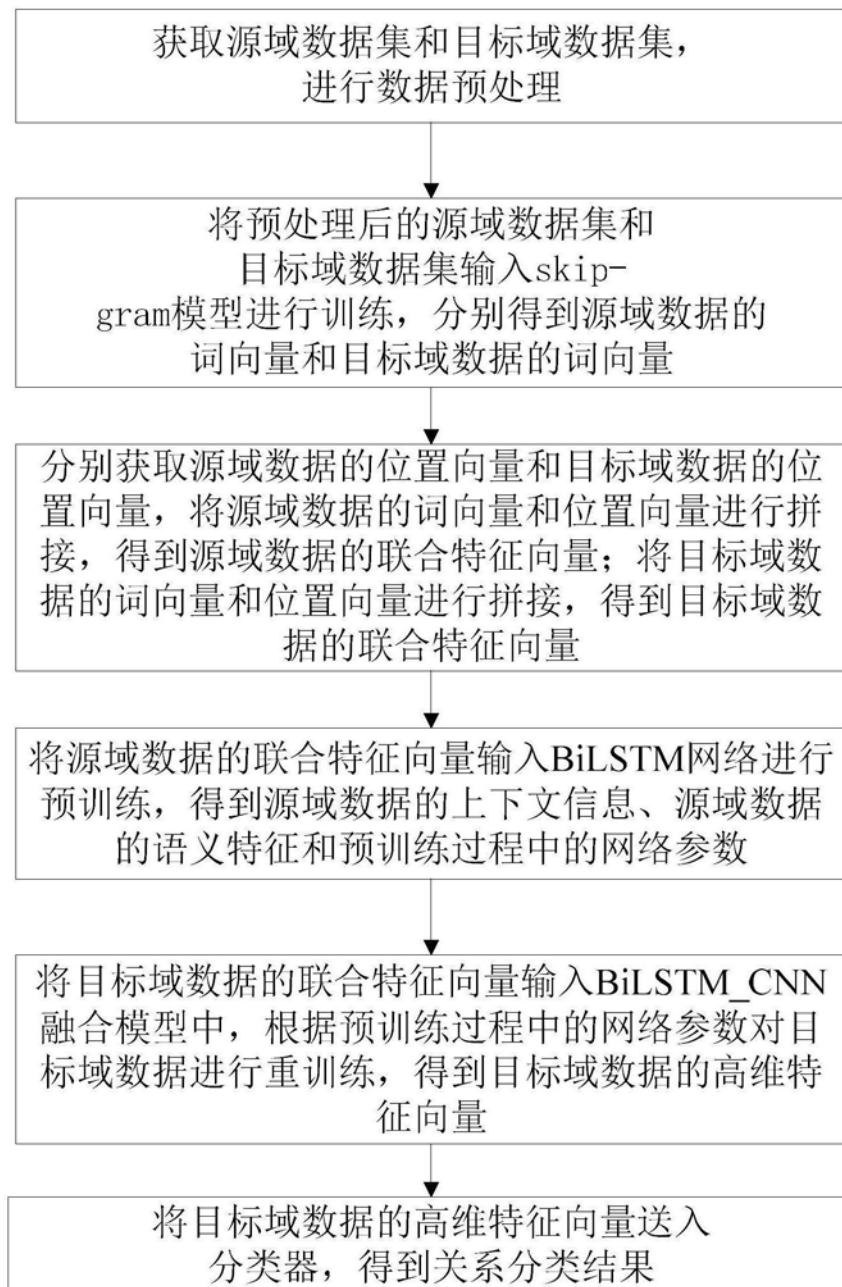 获取源域数据集和目标域数据集，
进行数据预处理
将预处理后的源域数据集和
目标域数据集输入skip-
gram模型进行训练，分别得到源域数据的
词向量和目标域数据的词向量
分别获取源域数据的位置向量和目标域数据的位
置向量，将源域数据的词向量和位置向量进行拼
接，得到源域数据的联合特征向量；将目标域数
据的词向量和位置向量进行拼接，得到目标域数
据的联合特征向量
将源域数据的联合特征向量输入BiLSTM网络进行
预训练，得到源域数据的上下文信息、源域数据
的语义特征和预训练过程中的网络参数
将目标域数据的联合特征向量输入BiLSTM_CNN
融合模型中，根据预训练过程中的网络参数对目
标域数据进行重训练，得到目标域数据的高维特
征向量
将目标域数据的高维特征向量送入
分类器，得到关系分类结果